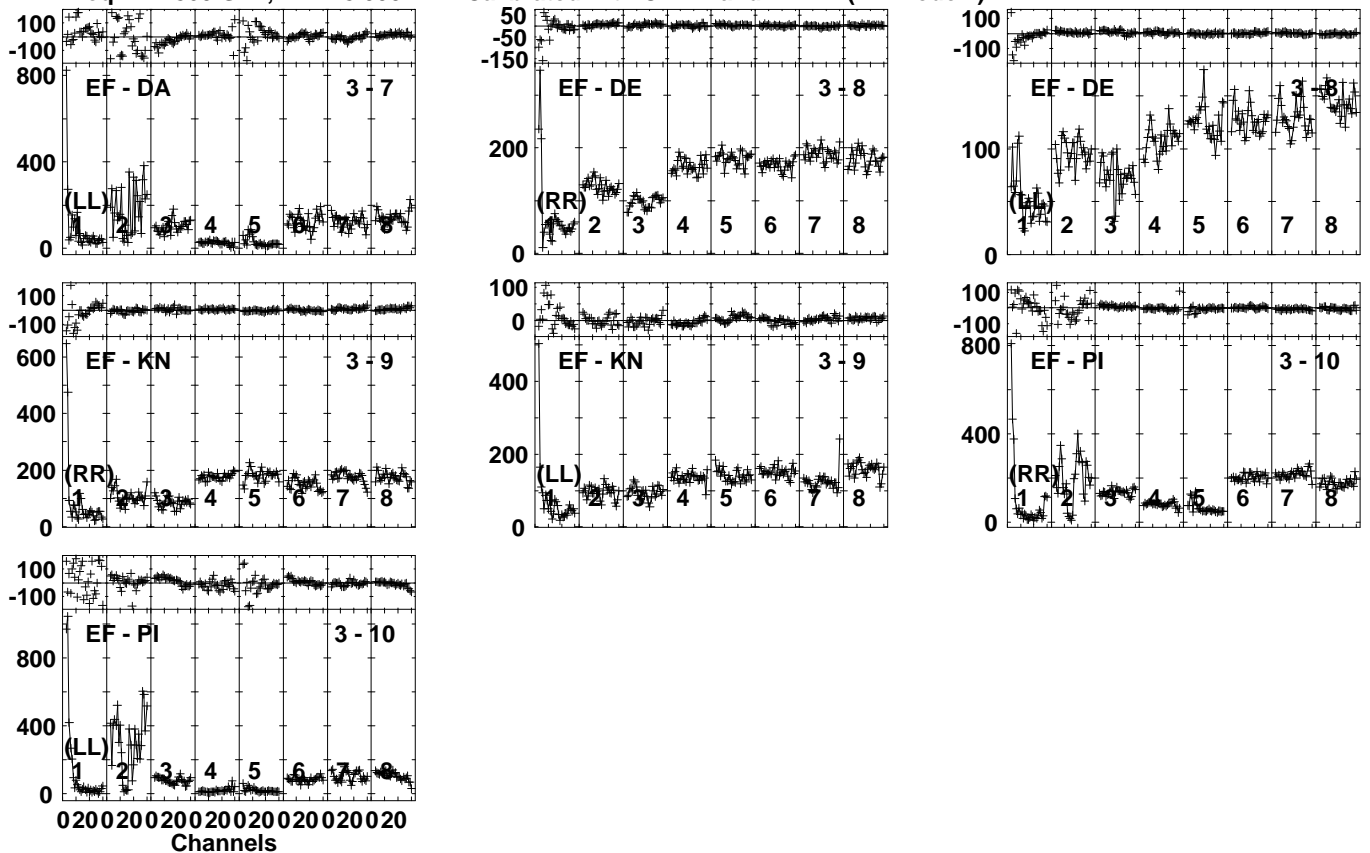 100 -100 50 -50 -150 100 -100
800 EF - DA 3 - 7 EF - DE 3 - 8 EF - DE 3 - 8
400 200 100
(LL) (RR) (LL)
1 2 3 4 5 6 7 8 1 2 3 4 5 6 7 8 1 2 3 4 5 6 7 8
0 0 0
100 -100 100 0 100 -100
600 EF - KN 3 - 9 EF - KN 3 - 9 800 EF - PI 3 - 10
400 400 400
200 200
(RR) (LL) (RR)
1 2 3 4 5 6 7 8 1 2 3 4 5 6 7 8 1 2 3 4 5 6 7 8
0 0 0
100 -100
EF - PI 3 - 10
800
400
(LL)
1 2 3 4 5 6 7 8
0
0 20 0 20 0 20 0 20 0 20 0 20 0 20 0 20
Channels